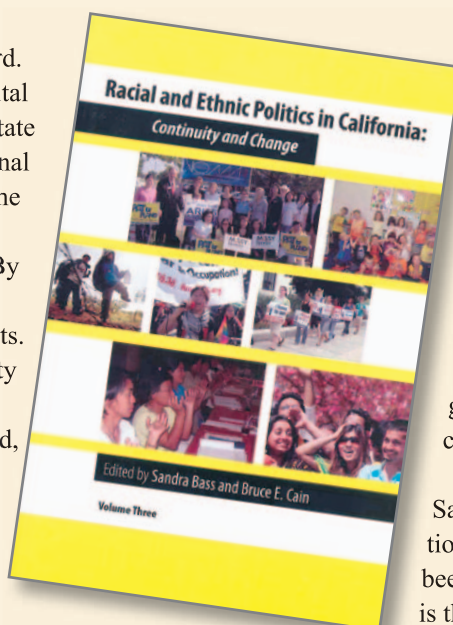 rd.
ital
tate
nal
he
By
ts.
ty
d,
Racial and Ethnic Politics in California:
Continuity and Change
Occupation!
Edited by Sandra Bass and Bruce E. Cain
Volume Three
g
c
Sa
tio
bee
is th